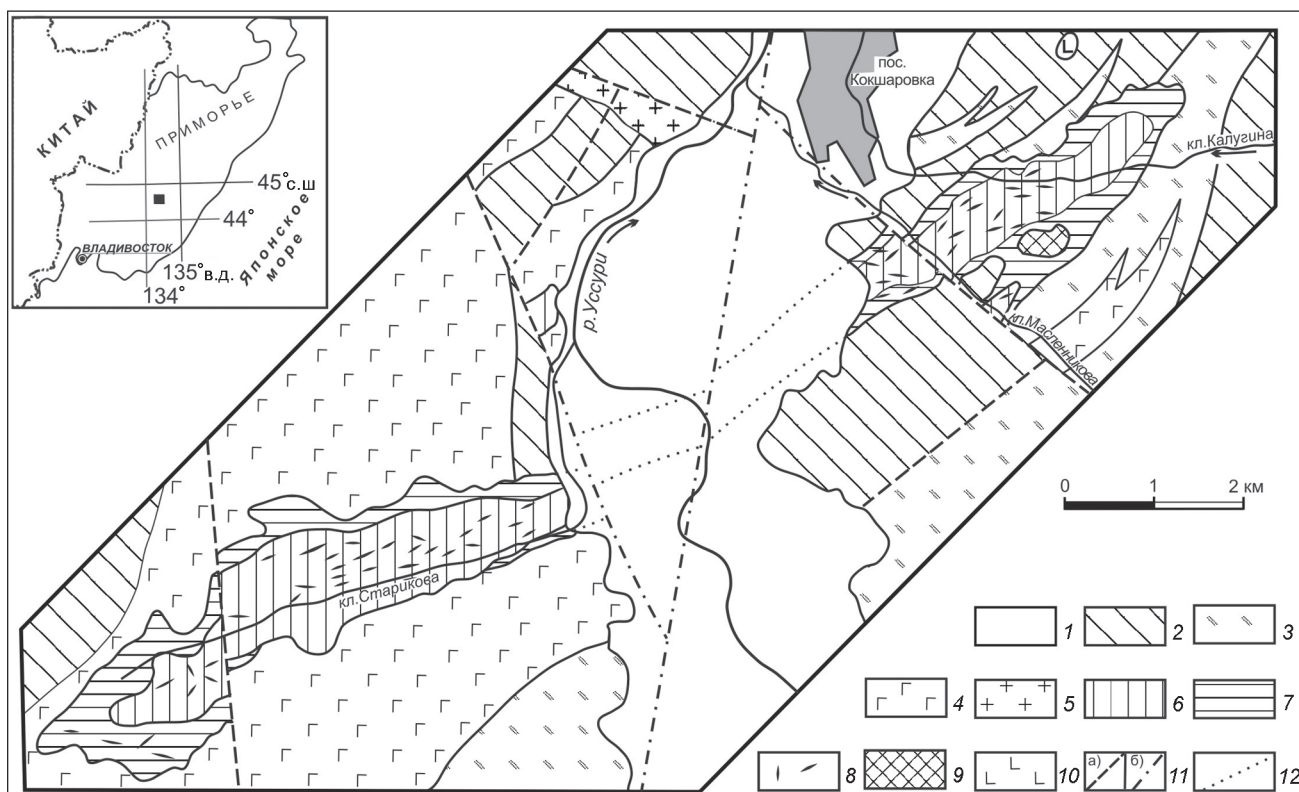 КИТАЙ
ПРИМОРЬЕ
45°с.ш
44°
ВЛАДИВОСТОК
135°в.д.
134°
Японское
море
L
пос.
Кокшаровка
кл.Калугина
р.Уссури
кл.Масленникова
кл.Старикова
0 1 2 км
1 2 3
4 5 6 7
8 9 10 а) б) 11 12